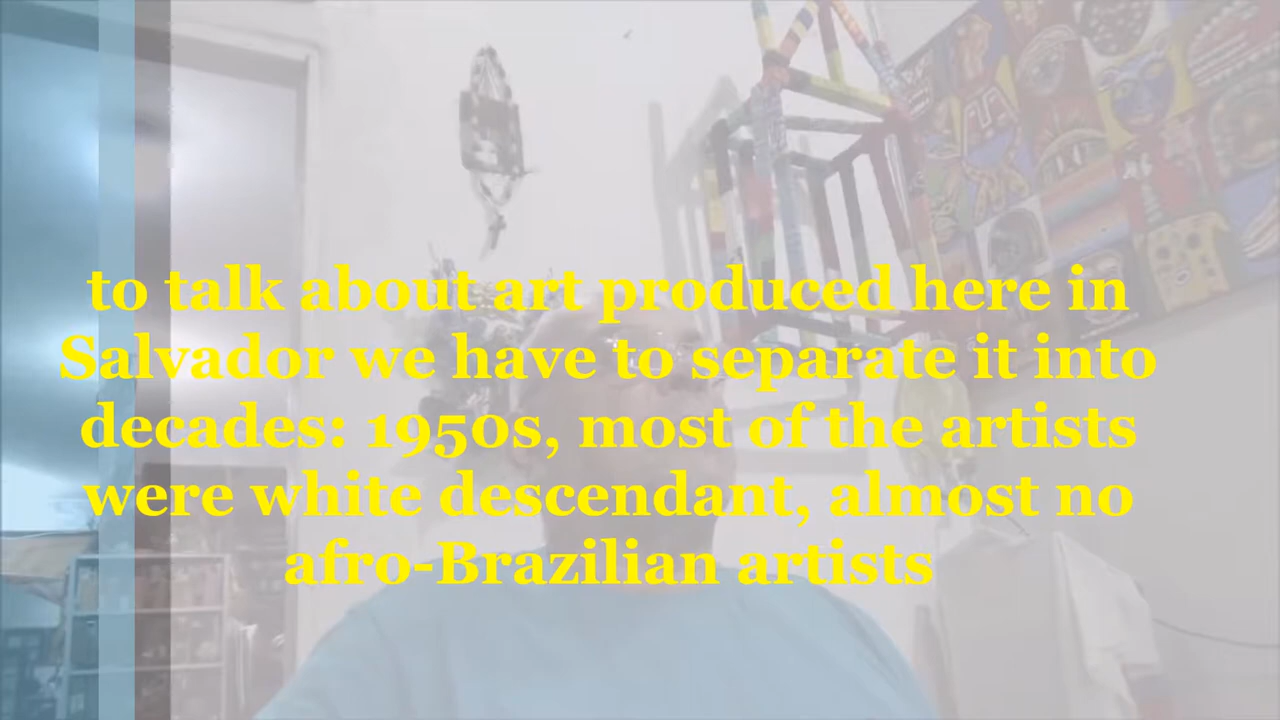 to talk about art produced here in
Salvador we have to separate it into
decades: 1950s, most of the artists
were white descendant, almost no
afro-Brazilian artists